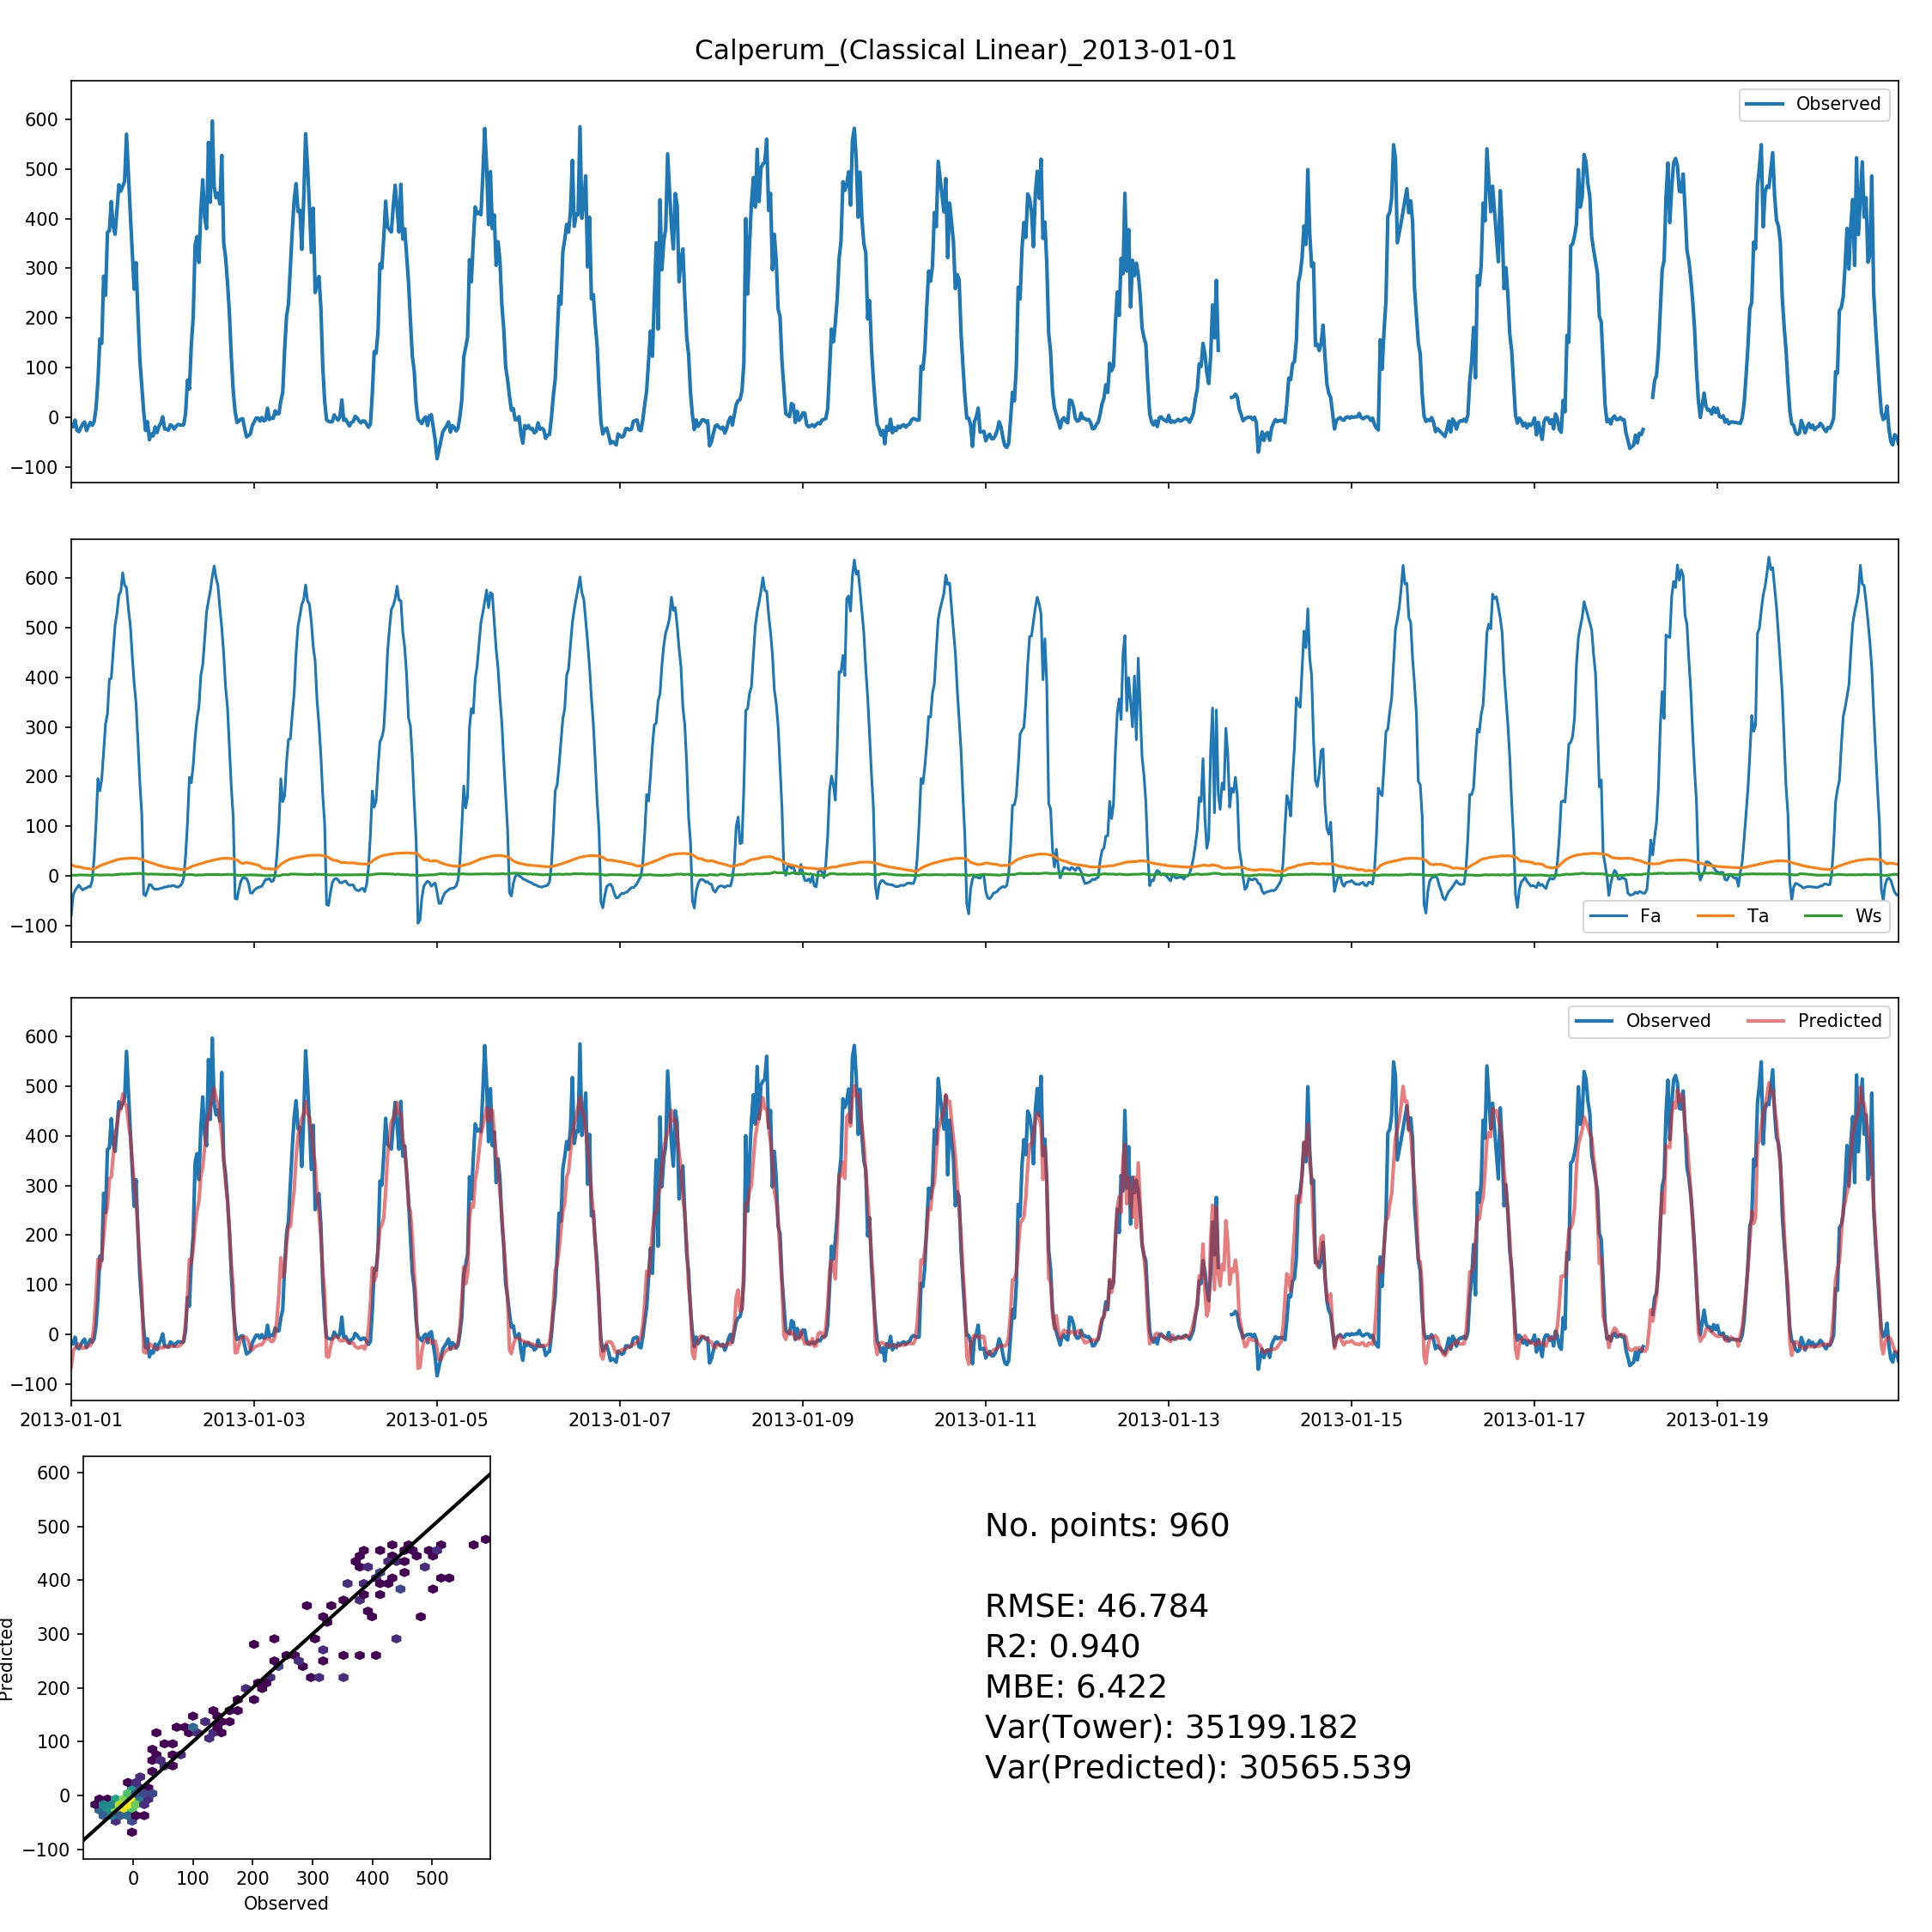 Calperum_(Classical Linear)_2013-01-01
Observed
600
500
400
300
200
100
0
−100
600
500
400
300
200
100
0
−100
Fa Ta Ws
Observed Predicted
600
500
400
300
200
100
0
−100
2013-01-01 2013-01-03 2013-01-05 2013-01-07 2013-01-09 2013-01-11 2013-01-13 2013-01-15 2013-01-17 2013-01-19
600
500
400
300
200
100
0
−100
Predicted
0 100 200 300 400 500
Observed
No. points: 960
RMSE: 46.784
R2: 0.940
MBE: 6.422
Var(Tower): 35199.182
Var(Predicted): 30565.539